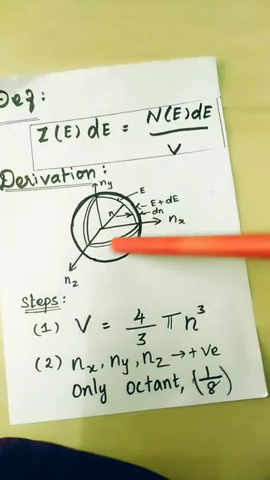 Def:
Z(E) dE = N(E)dE / V
Derivation:
ny
E
E+dE
n
dn
nx
nz
Steps:
(1) V = 4/3 π n³
(2) nx, ny, nz → +ve
Only octant, (1/8)